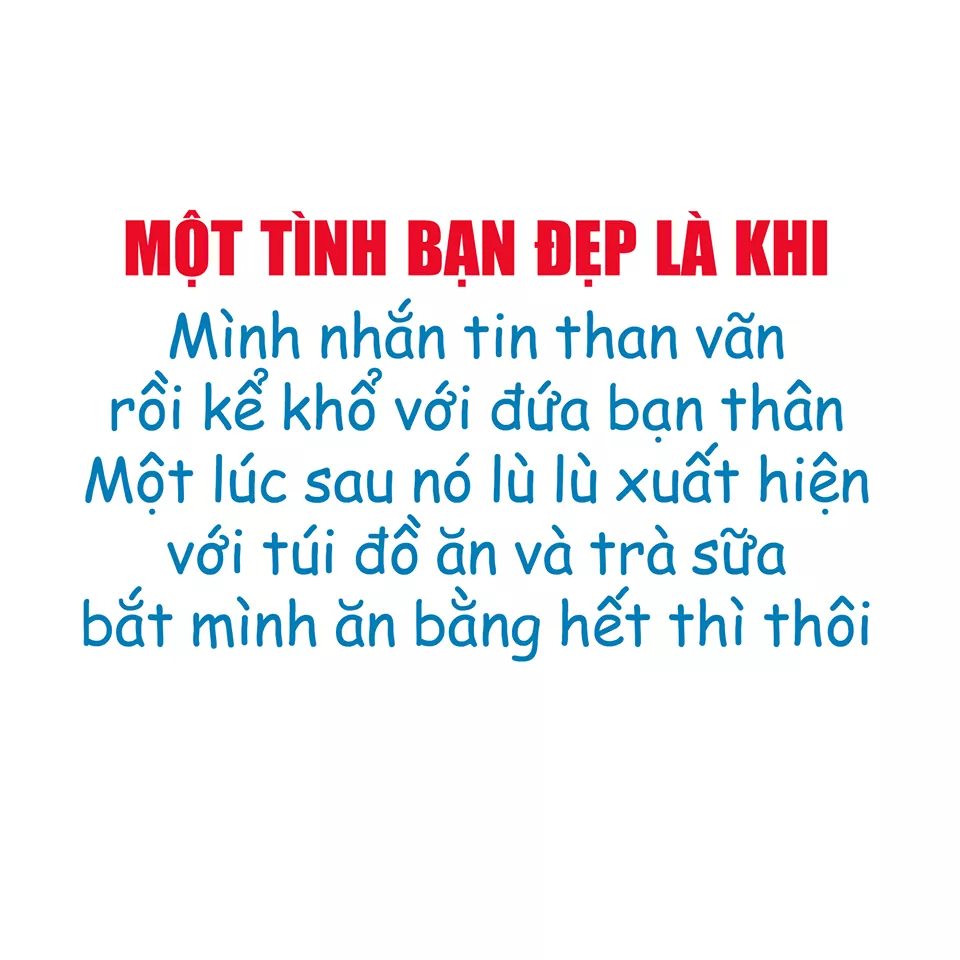 MỘT TÌNH BẠN ĐẸP LÀ KHI
Mình nhắn tin than vãn
rồi kể khổ với đứa bạn thân
Một lúc sau nó lù lù xuất hiện
với túi đồ ăn và trà sữa
bắt mình ăn bằng hết thì thôi